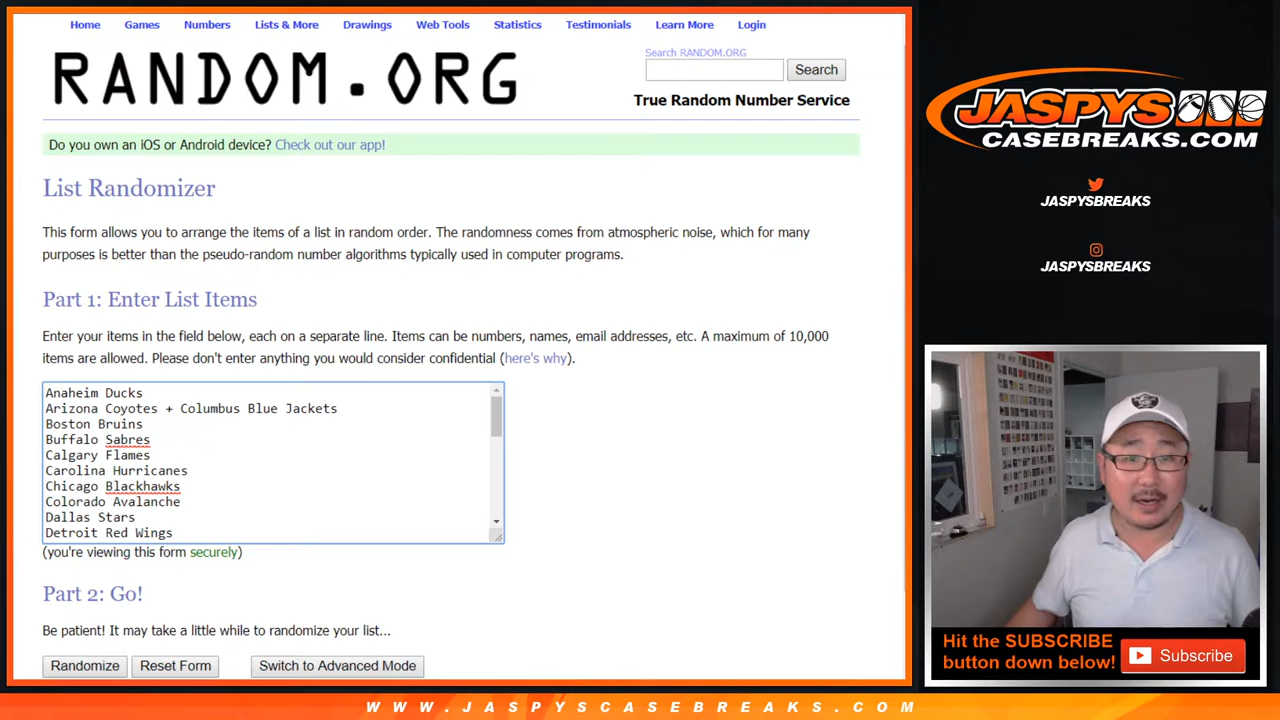 Home Games Numbers Lists & More Drawings Web Tools Statistics Testimonials Learn More Login
RANDOM.ORG
Search RANDOM.ORG
Search
True Random Number Service
Do you own an iOS or Android device? Check out our app!
List Randomizer
This form allows you to arrange the items of a list in random order. The randomness comes from atmospheric noise, which for many
purposes is better than the pseudo-random number algorithms typically used in computer programs.
Part 1: Enter List Items
Enter your items in the field below, each on a separate line. Items can be numbers, names, email addresses, etc. A maximum of 10,000
items are allowed. Please don't enter anything you would consider confidential (here's why).
Anaheim Ducks
Arizona Coyotes + Columbus Blue Jackets
Boston Bruins
Buffalo Sabres
Calgary Flames
Carolina Hurricanes
Chicago Blackhawks
Colorado Avalanche
Dallas Stars
Detroit Red Wings
(you're viewing this form securely)
Part 2: Go!
Be patient! It may take a little while to randomize your list...
Randomize Reset Form Switch to Advanced Mode
JASPYS
CASEBREAKS.COM
JASPYSBREAKS
JASPYSBREAKS
Hit the SUBSCRIBE
button down below!
Subscribe
WWW.JASPYSCASEBREAKS.COM